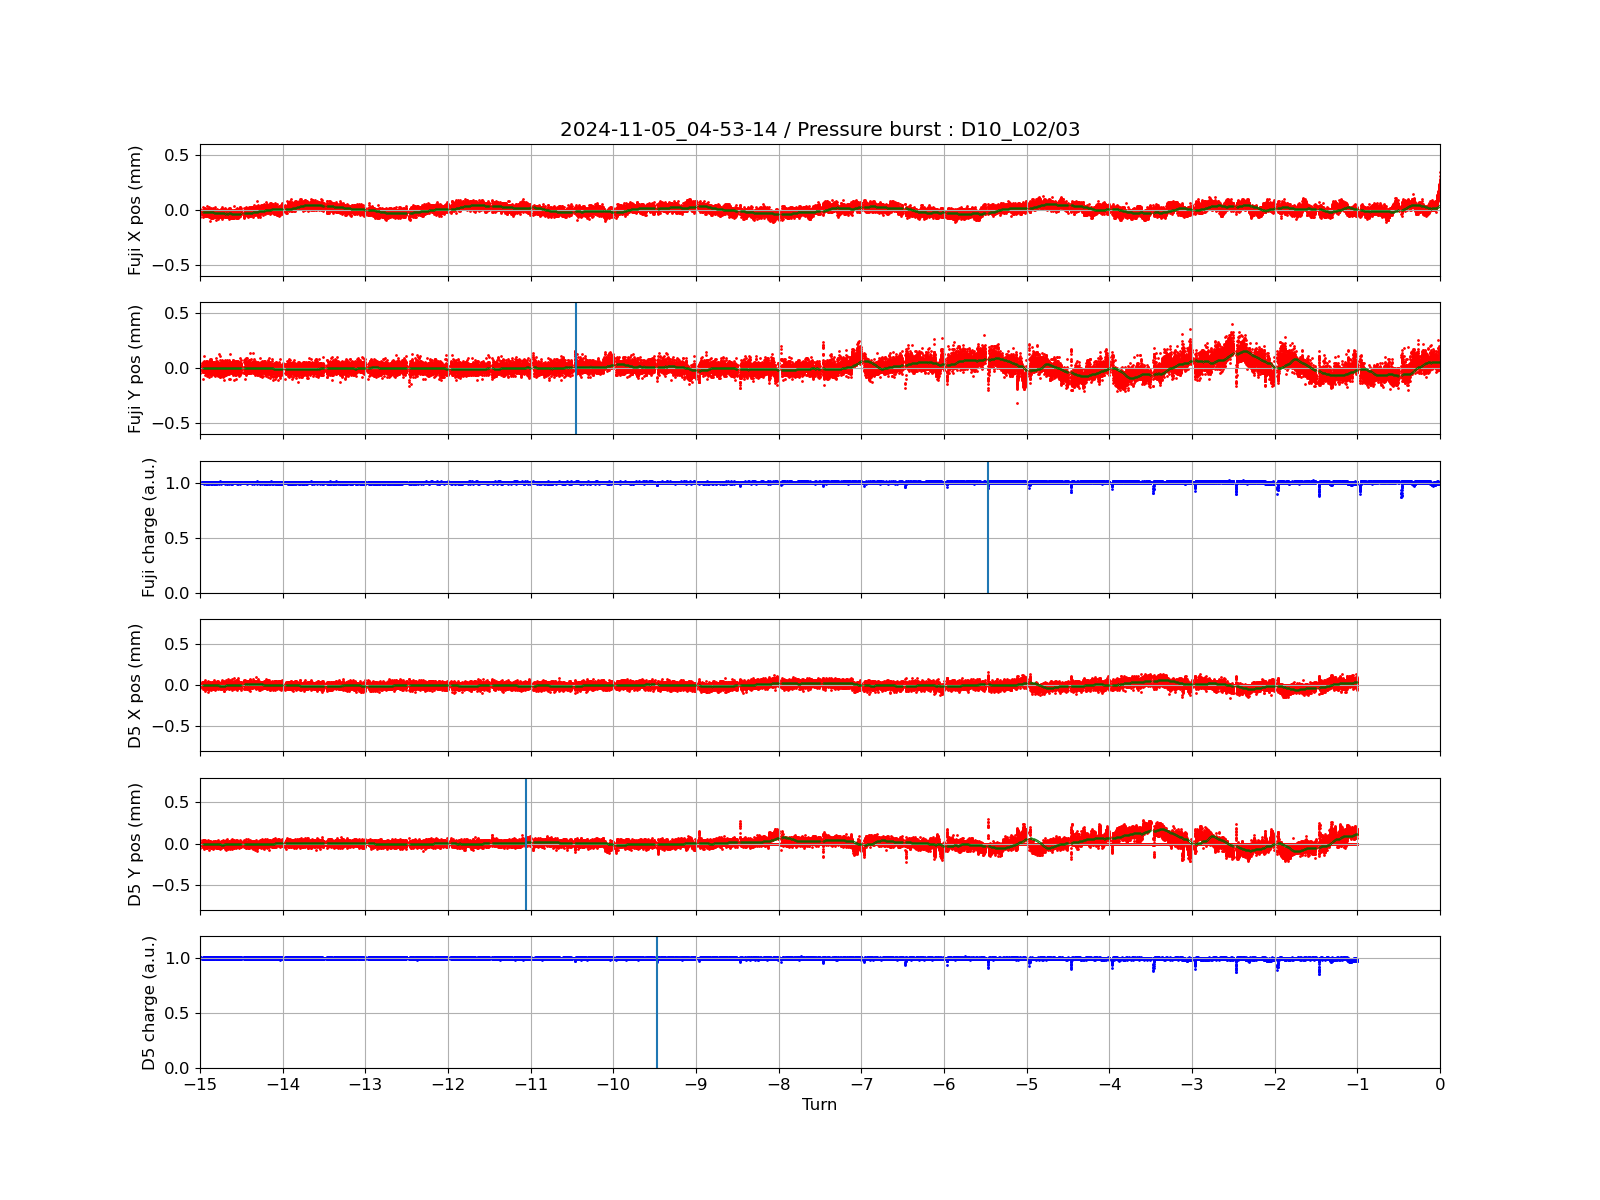 2024-11-05_04-53-14 / Pressure burst : D10_L02/03
Fuji X pos (mm)
0.5
0.0
−0.5
Fuji Y pos (mm)
0.5
0.0
−0.5
Fuji charge (a.u.)
1.0
0.5
0.0
D5 X pos (mm)
0.5
0.0
−0.5
D5 Y pos (mm)
0.5
0.0
−0.5
D5 charge (a.u.)
1.0
0.5
0.0
−15 −14 −13 −12 −11 −10 −9 −8 −7 −6 −5 −4 −3 −2 −1 0
Turn